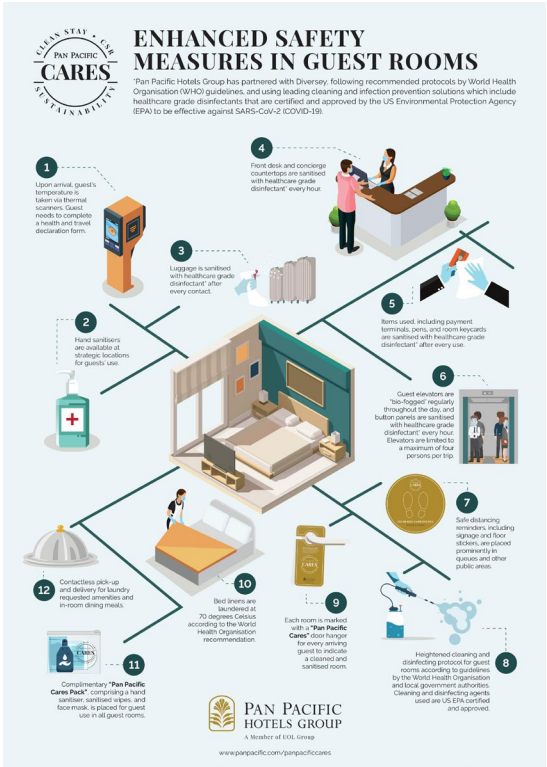 CLEAN STAY • CSR
PAN PACIFIC
CARES
SUSTAINABILITY
ENHANCED SAFETY
MEASURES IN GUEST ROOMS
*Pan Pacific Hotels Group has partnered with Diversey, following recommended protocols by World Health
Organisation (WHO) guidelines, and using leading cleaning and infection prevention solutions which include
healthcare grade disinfectants that are certified and approved by the US Environmental Protection Agency
(EPA) to be effective against SARS-CoV-2 (COVID-19).
1
Upon arrival, guest's
temperature is
taken via thermal
scanners. Guest
needs to complete
a health and travel
declaration form.
4
Front desk and concierge
countertops are sanitised
with healthcare grade
disinfectant* every hour.
3
Luggage is sanitised
with healthcare grade
disinfectant* after
every contact.
2
Hand sanitisers
are available at
strategic locations
for guests' use.
5
Items used, including payment
terminals, pens, and room keycards
are sanitised with healthcare grade
disinfectant* after every use.
6
Guest elevators are
"bio-fogged" regularly
throughout the day, and
button panels are sanitised
with healthcare grade
disinfectant* every hour.
Elevators are limited to
a maximum of four
persons per trip.
7
Safe distancing
reminders, including
signage and floor
stickers, are placed
prominently in
queues and other
public areas.
12
Contactless pick-up
and delivery for laundry
requested amenities and
in-room dining meals.
10
Bed linens are
laundered at
70 degrees Celsius
according to the World
Health Organisation
recommendation.
CARES
9
Each room is marked
with a "Pan Pacific
Cares" door hanger
for every arriving
guest to indicate
a cleaned and
sanitised room.
8
Heightened cleaning and
disinfecting protocol for guest
rooms according to guidelines
by the World Health Organisation
and local government authorities.
Cleaning and disinfecting agents
used are US EPA certified
and approved.
CARES
11
Complimentary "Pan Pacific
Cares Pack", comprising a hand
sanitiser, sanitised wipes, and
face mask, is placed for guest
use in all guest rooms.
PAN PACIFIC
HOTELS GROUP
A Member of UOL Group
www.panpacific.com/panpacificcares